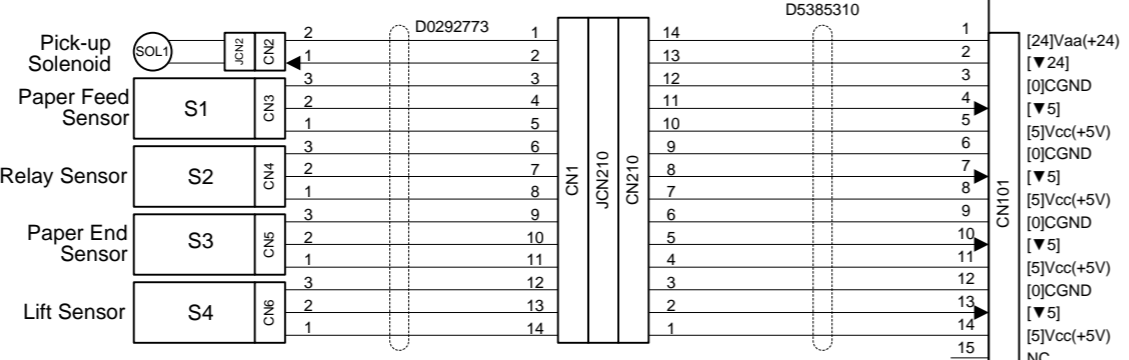 D5385310
D0292773
Pick-up
Solenoid
SOL1
JCN2
CN2
2
1
1
2
14
13
1
2
[24]Vaa(+24)
[▼24]
Paper Feed
Sensor
S1
CN3
3
2
1
3
4
5
12
11
10
3
4
5
[0]CGND
[▼5]
[5]Vcc(+5V)
Relay Sensor
S2
CN4
3
2
1
6
7
8
9
8
7
6
7
8
[0]CGND
[▼5]
[5]Vcc(+5V)
CN1
JCN210
CN210
CN101
Paper End
Sensor
S3
CN5
3
2
1
9
10
11
6
5
4
9
10
11
[0]CGND
[▼5]
[5]Vcc(+5V)
Lift Sensor
S4
CN6
3
2
1
12
13
14
3
2
1
12
13
14
[0]CGND
[▼5]
[5]Vcc(+5V)
15
NC